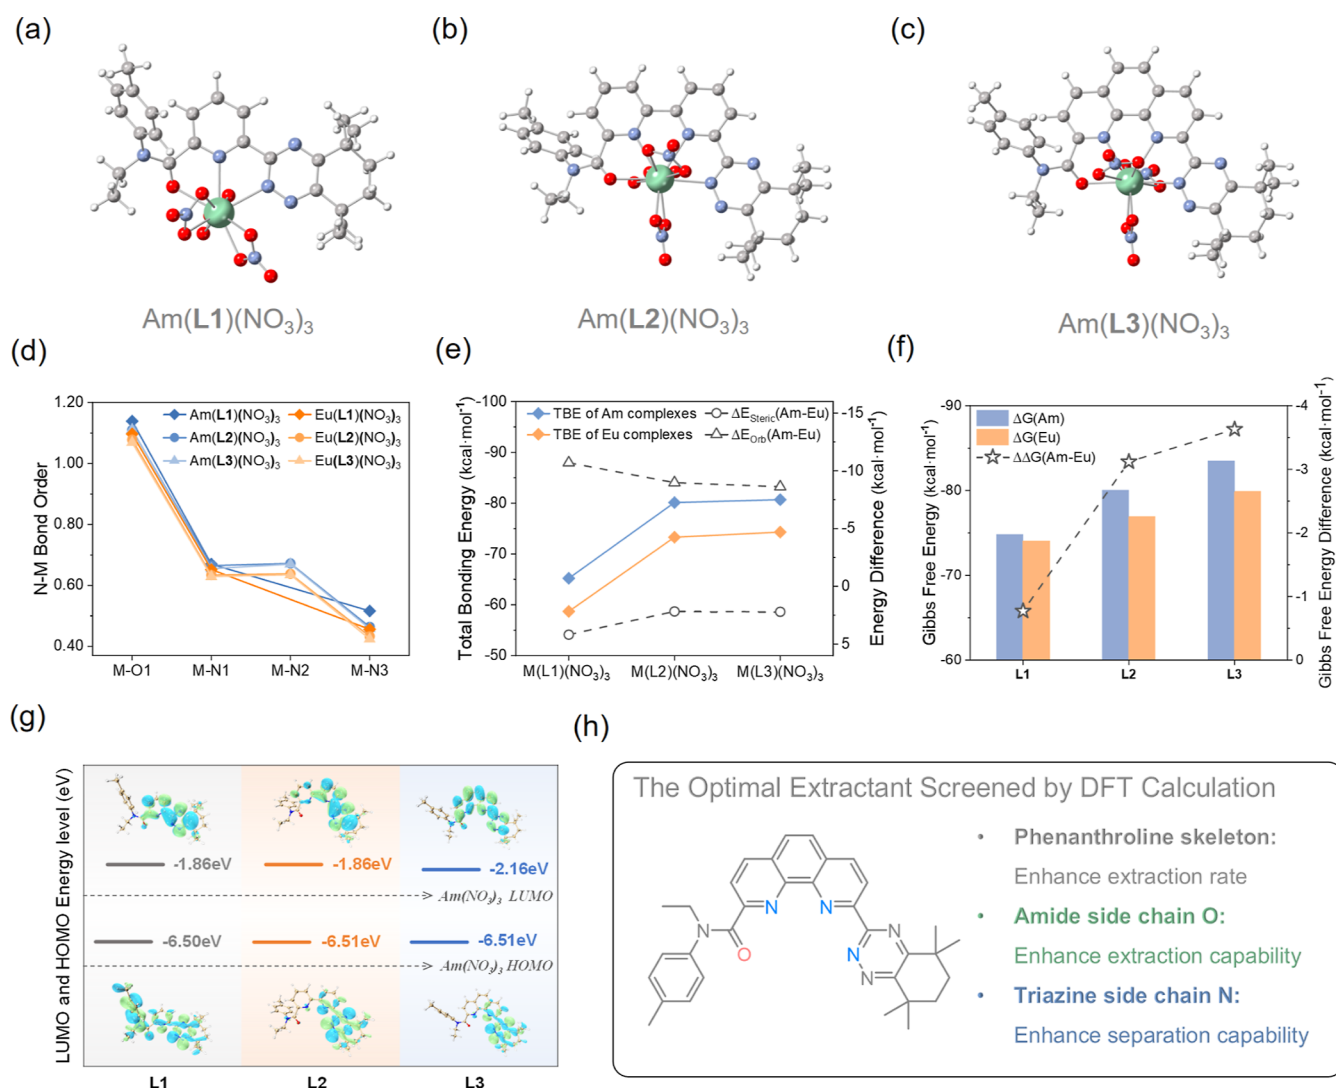 (a)
(b)
(c)
Am(L1)(NO₃)₃
Am(L2)(NO₃)₃
Am(L3)(NO₃)₃
(d)
N-M Bond Order
1.20
1.00
0.80
0.60
0.40
Am(L1)(NO₃)₃
Eu(L1)(NO₃)₃
Am(L2)(NO₃)₃
Eu(L2)(NO₃)₃
Am(L3)(NO₃)₃
Eu(L3)(NO₃)₃
M-O1
M-N1
M-N2
M-N3
(e)
Total Bonding Energy (kcal·mol⁻¹)
-100
-90
-80
-70
-60
-50
TBE of Am complexes
ΔE_Steric(Am-Eu)
TBE of Eu complexes
ΔE_Orb(Am-Eu)
-15
-10
-5
0
5
Energy Difference (kcal·mol⁻¹)
M(L1)(NO₃)₃
M(L2)(NO₃)₃
M(L3)(NO₃)₃
(f)
Gibbs Free Energy (kcal·mol⁻¹)
-90
-80
-70
-60
ΔG(Am)
ΔG(Eu)
ΔΔG(Am-Eu)
-4
-3
-2
-1
0
Gibbs Free Energy Difference (kcal·mol⁻¹)
L1
L2
L3
(g)
LUMO and HOMO Energy level (eV)
-1.86eV
-1.86eV
-2.16eV
Am(NO₃)₃ LUMO
-6.50eV
-6.51eV
-6.51eV
Am(NO₃)₃ HOMO
L1
L2
L3
(h)
The Optimal Extractant Screened by DFT Calculation
N
N
N
N
N
N
O
• Phenanthroline skeleton:
Enhance extraction rate
• Amide side chain O:
Enhance extraction capability
• Triazine side chain N:
Enhance separation capability